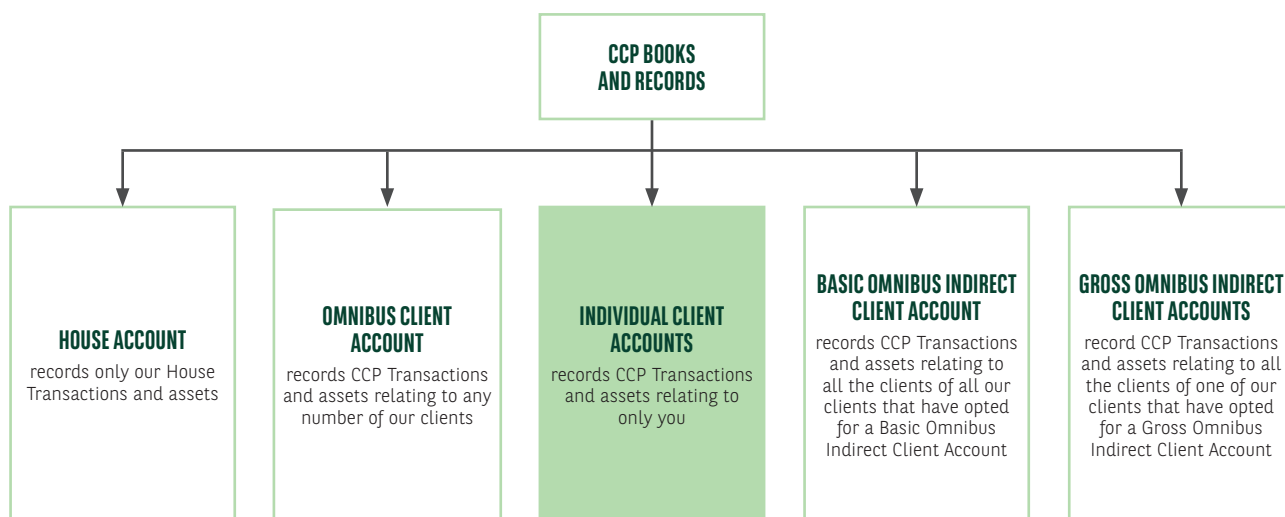 CCP BOOKS
AND RECORDS
HOUSE ACCOUNT
records only our House
Transactions and assets
OMNIBUS CLIENT
ACCOUNT
records CCP Transactions
and assets relating to any
number of our clients
INDIVIDUAL CLIENT
ACCOUNTS
records CCP Transactions
and assets relating to
only you
BASIC OMNIBUS INDIRECT
CLIENT ACCOUNT
records CCP Transactions
and assets relating to
all the clients of all our
clients that have opted
for a Basic Omnibus
Indirect Client Account
GROSS OMNIBUS INDIRECT
CLIENT ACCOUNTS
record CCP Transactions
and assets relating to all
the clients of one of our
clients that have opted
for a Gross Omnibus
Indirect Client Account